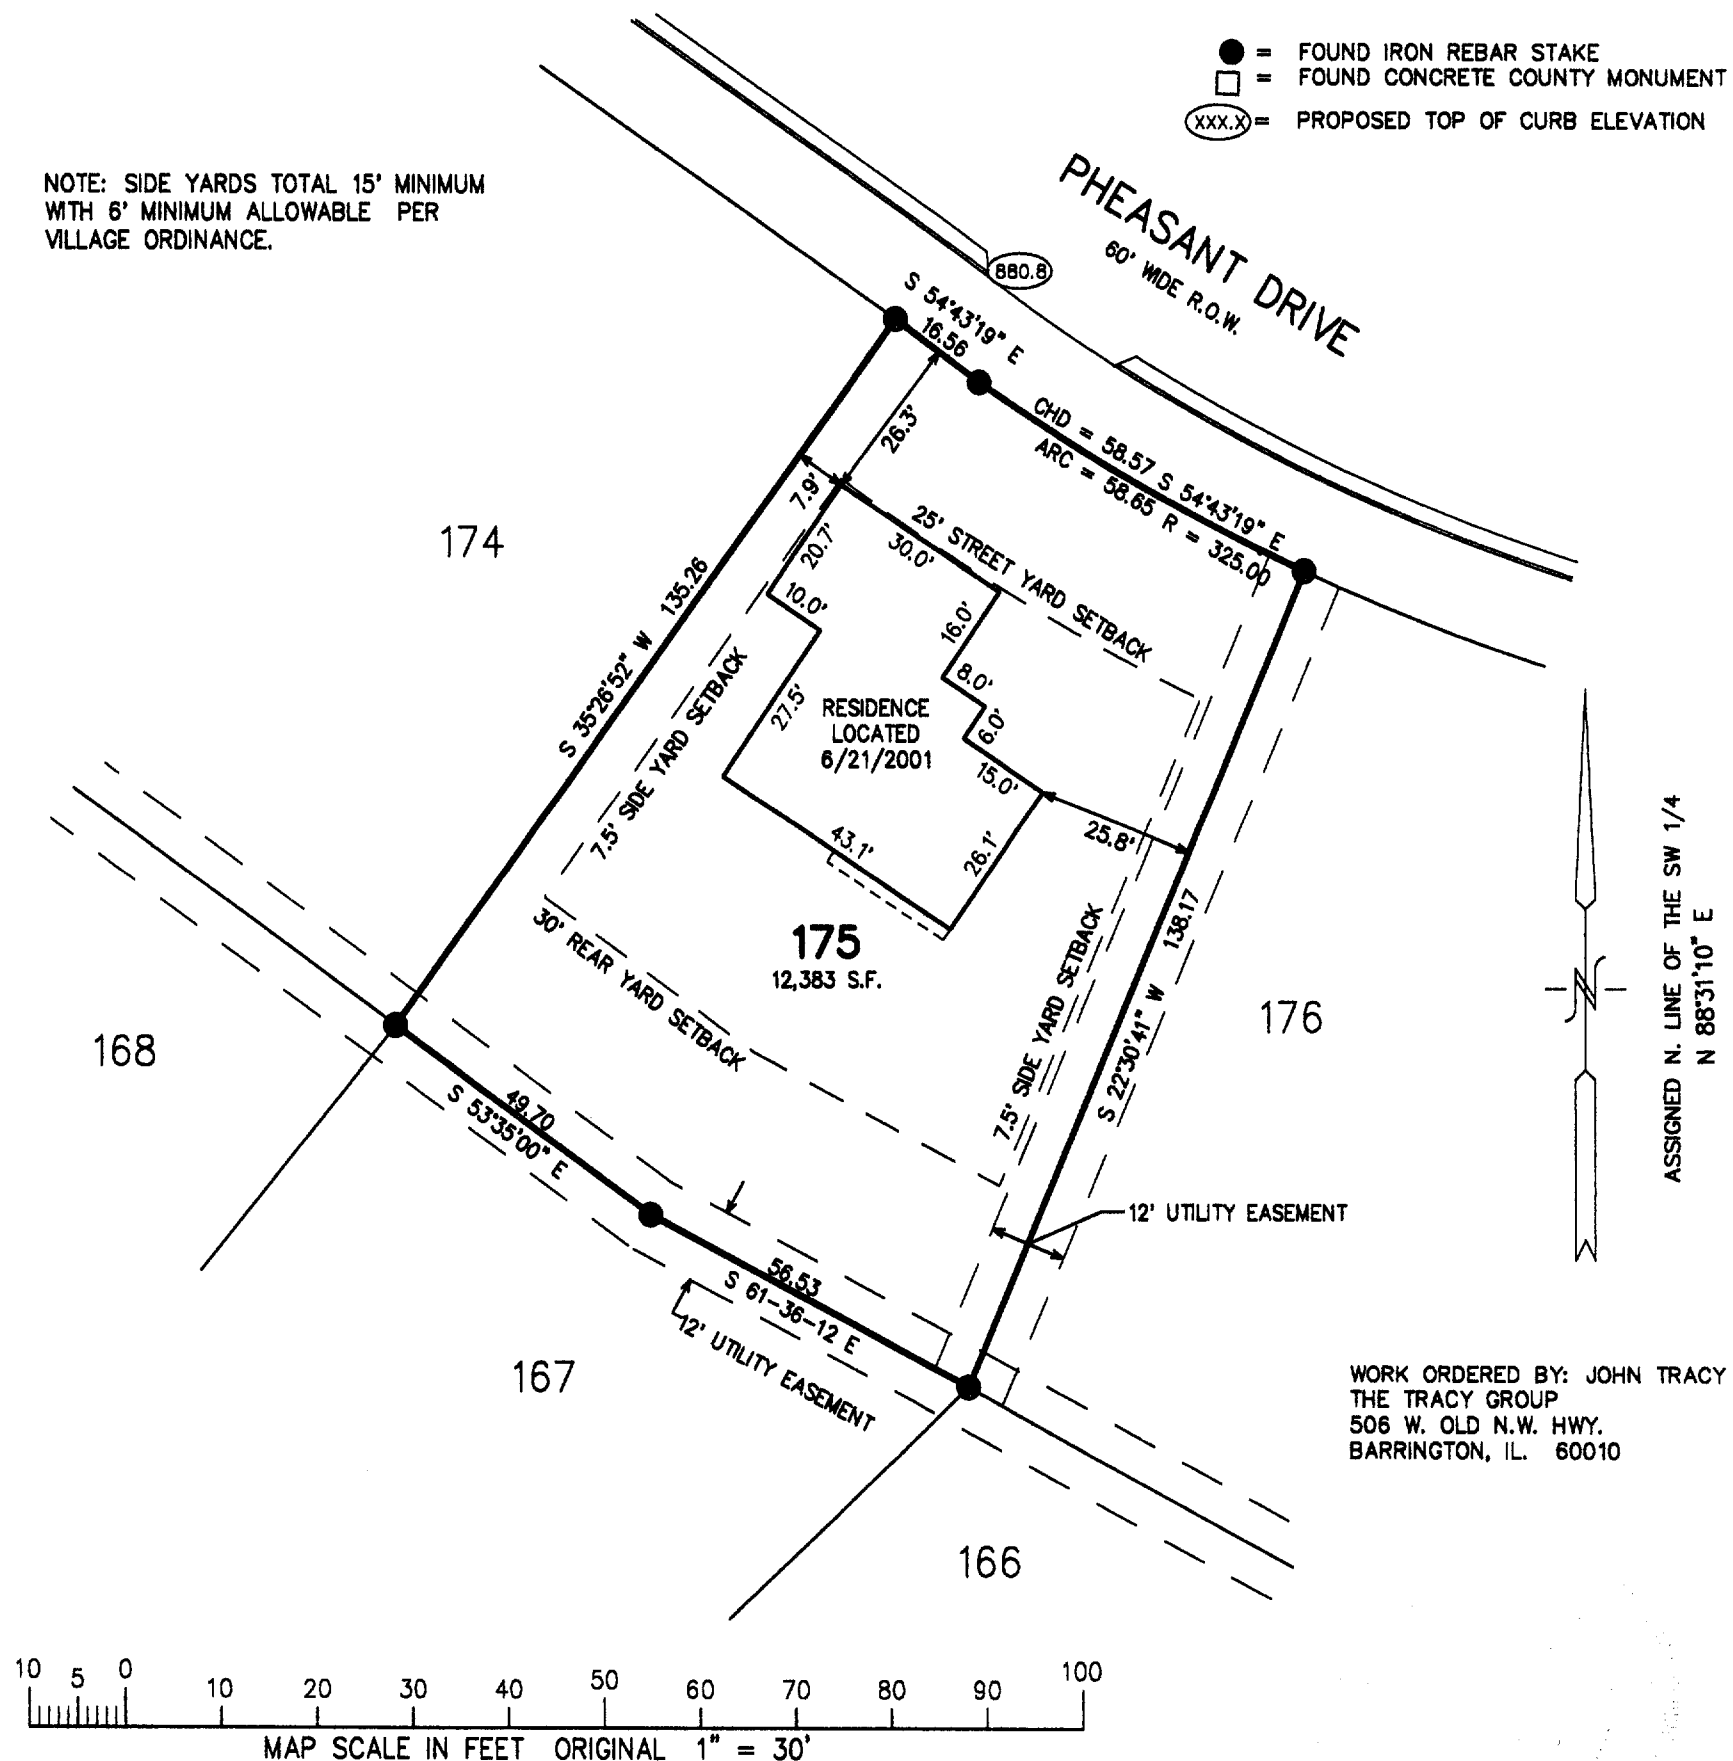 ● = FOUND IRON REBAR STAKE
□ = FOUND CONCRETE COUNTY MONUMENT
XXX.X = PROPOSED TOP OF CURB ELEVATION
NOTE: SIDE YARDS TOTAL 15' MINIMUM
WITH 6' MINIMUM ALLOWABLE PER
VILLAGE ORDINANCE.
PHEASANT DRIVE
60' WIDE R.O.W.
880.8
S 54°43'19" E
16.56
CHD = 58.57 S 54°43'19" E
ARC = 58.65 R = 325.00
26.3'
7.9'
174
25' STREET YARD SETBACK
30.0'
20.7'
10.0'
16.0'
8.0'
6.0'
15.0'
27.5'
RESIDENCE
LOCATED
6/21/2001
43.1'
26.1'
25.8'
S 35°26'52" W 135.26
7.5' SIDE YARD SETBACK
175
12,383 S.F.
30' REAR YARD SETBACK
7.5' SIDE YARD SETBACK
S 22°30'41" W 138.17
176
168
49.70
S 53°35'00" E
12' UTILITY EASEMENT
56.53
S 61-36-12 E
12' UTILITY EASEMENT
167
166
N
ASSIGNED N. LINE OF THE SW 1/4
N 88°31'10" E
WORK ORDERED BY: JOHN TRACY
THE TRACY GROUP
506 W. OLD N.W. HWY.
BARRINGTON, IL. 60010
10 5 0 10 20 30 40 50 60 70 80 90 100
MAP SCALE IN FEET ORIGINAL 1" = 30'